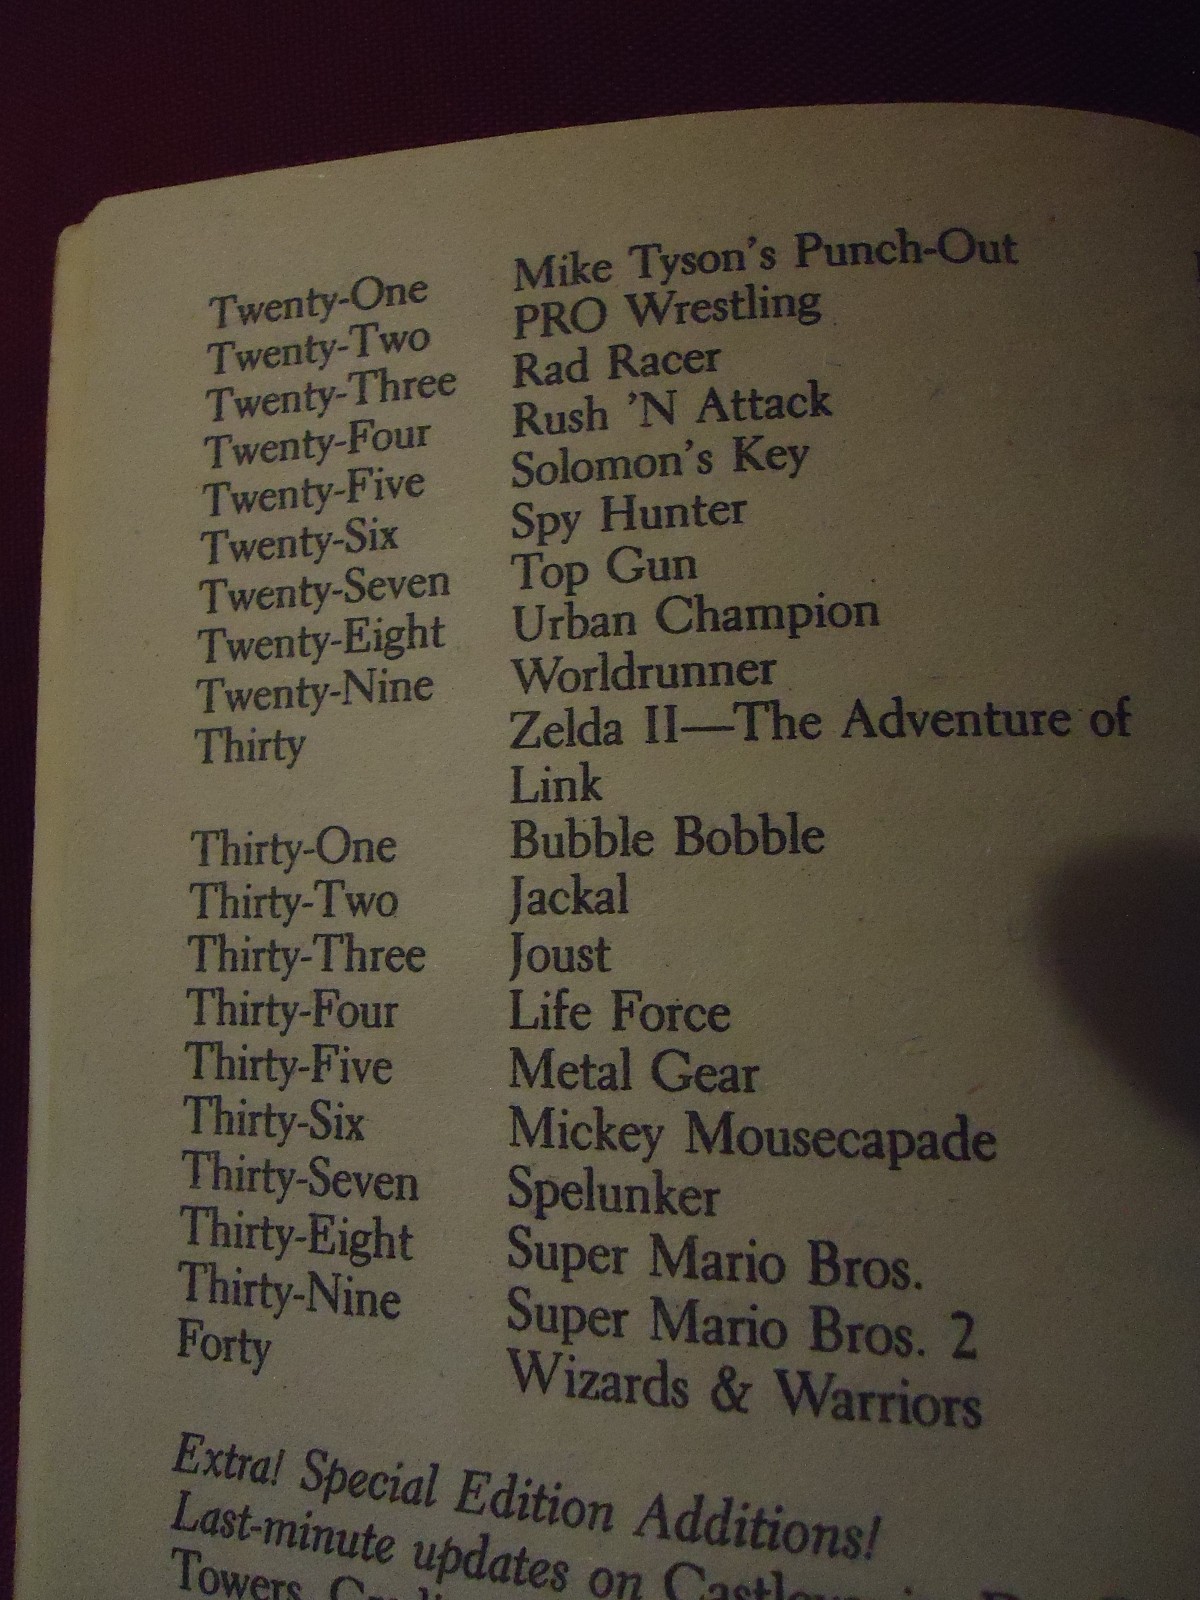 Twenty-One Mike Tyson's Punch-Out
Twenty-Two PRO Wrestling
Twenty-Three Rad Racer
Twenty-Four Rush 'N Attack
Twenty-Five Solomon's Key
Twenty-Six Spy Hunter
Twenty-Seven Top Gun
Twenty-Eight Urban Champion
Twenty-Nine Worldrunner
Thirty Zelda II—The Adventure of
Link
Thirty-One Bubble Bobble
Thirty-Two Jackal
Thirty-Three Joust
Thirty-Four Life Force
Thirty-Five Metal Gear
Thirty-Six Mickey Mousecapade
Thirty-Seven Spelunker
Thirty-Eight Super Mario Bros.
Thirty-Nine Super Mario Bros. 2
Forty Wizards & Warriors
Extra! Special Edition Additions!
Last-minute updates on
Towers,